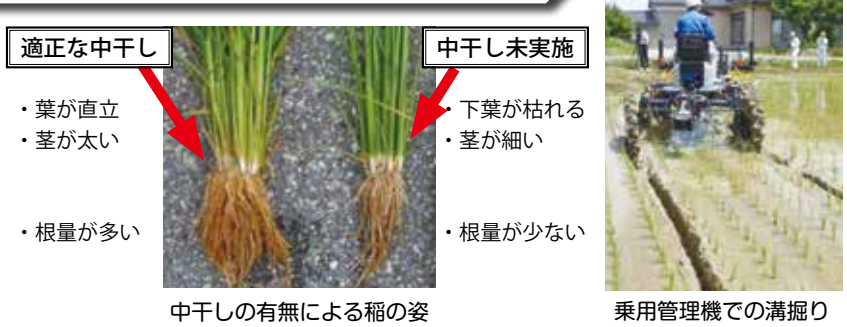 適正な中干し
・葉が直立
・茎が太い
・根量が多い
中干し未実施
・下葉が枯れる
・茎が細い
・根量が少ない
中干しの有無による稲の姿
乗用管理機での溝掘り